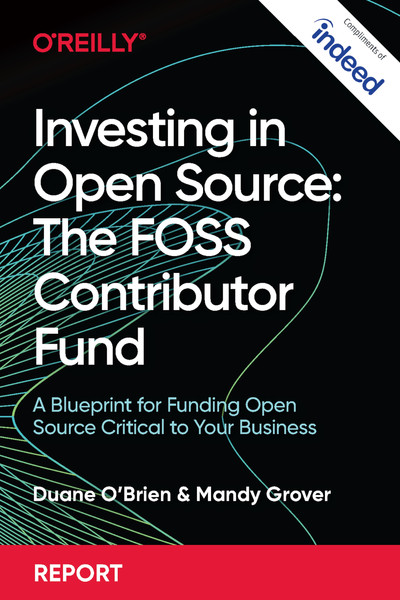 O'REILLY®
Compliments of
indeed
Investing in
Open Source:
The FOSS
Contributor
Fund
A Blueprint for Funding Open
Source Critical to Your Business
Duane O’Brien & Mandy Grover
REPORT